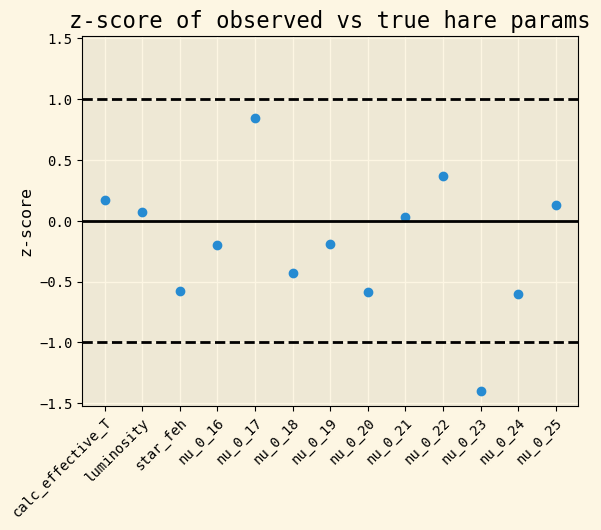 z-score of observed vs true hare params
1.5
1.0
0.5
0.0
−0.5
−1.0
−1.5
z-score
calc_effective_T
luminosity
star_feh
nu_0_16
nu_0_17
nu_0_18
nu_0_19
nu_0_20
nu_0_21
nu_0_22
nu_0_23
nu_0_24
nu_0_25